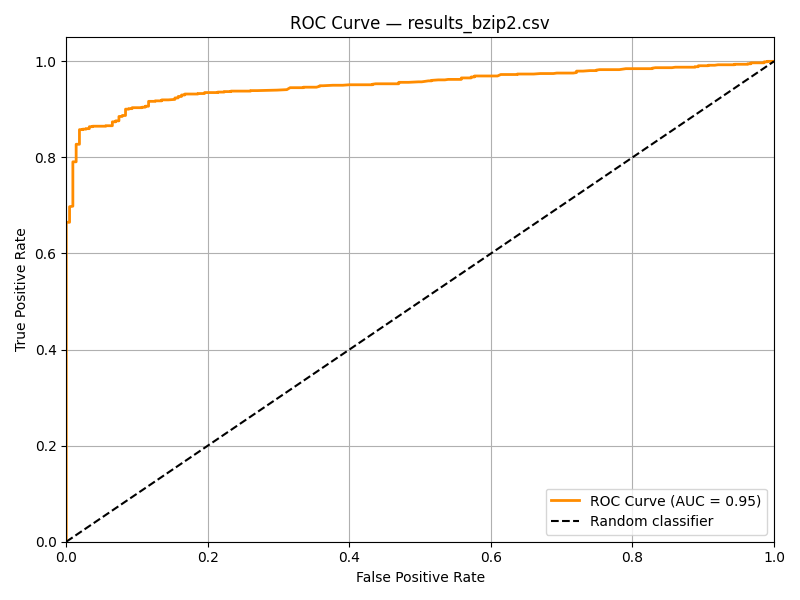 ROC Curve — results_bzip2.csv
1.0
0.8
0.6
0.4
0.2
0.0
True Positive Rate
ROC Curve (AUC = 0.95)
Random classifier
0.0 0.2 0.4 0.6 0.8 1.0
False Positive Rate